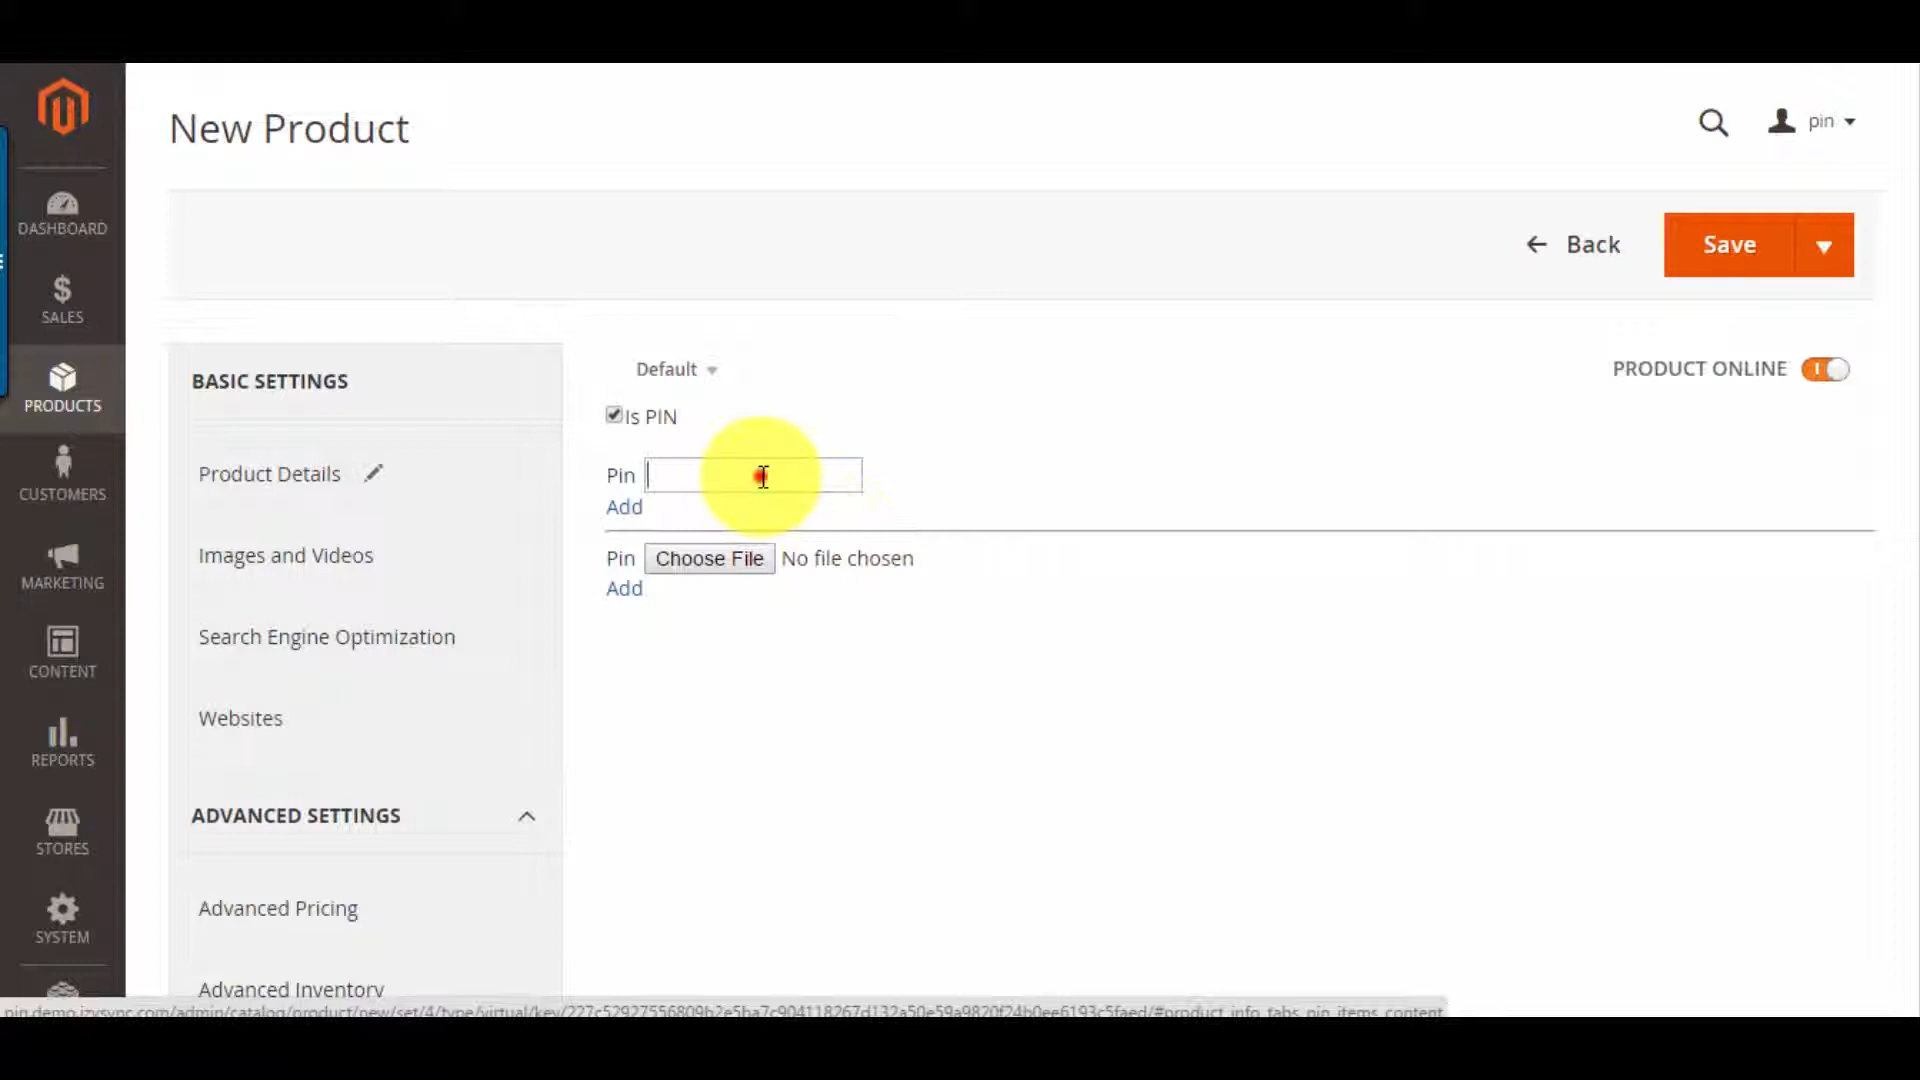 New Product
pin
DASHBOARD
SALES
PRODUCTS
CUSTOMERS
MARKETING
CONTENT
REPORTS
STORES
SYSTEM
Back
Save
BASIC SETTINGS
Product Details
Images and Videos
Search Engine Optimization
Websites
ADVANCED SETTINGS
Advanced Pricing
Advanced Inventory
Default
PRODUCT ONLINE
Is PIN
Pin
Add
Pin Choose File No file chosen
Add